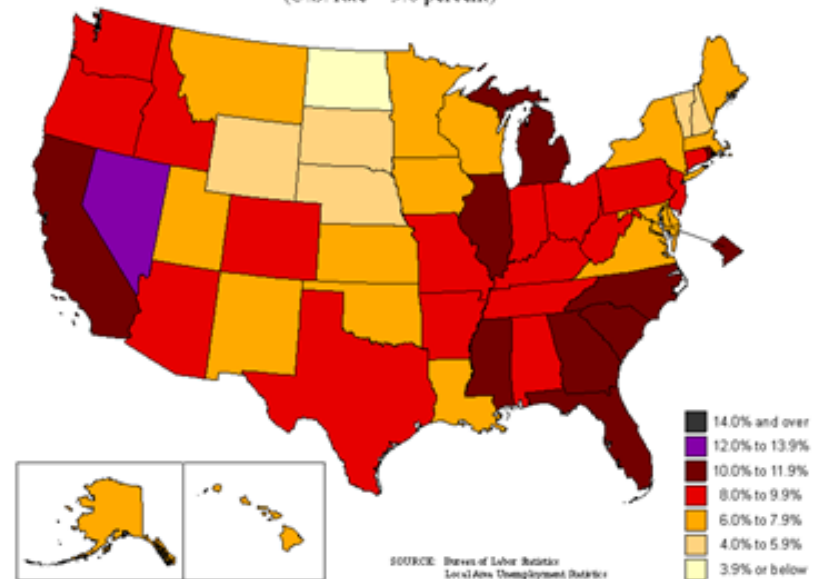 14.0% and over
12.0% to 13.9%
10.0% to 11.9%
8.0% to 9.9%
6.0% to 7.9%
4.0% to 5.9%
3.9% or below
SOURCE: Bureau of Labor Statistics
Local Area Unemployment Statistics